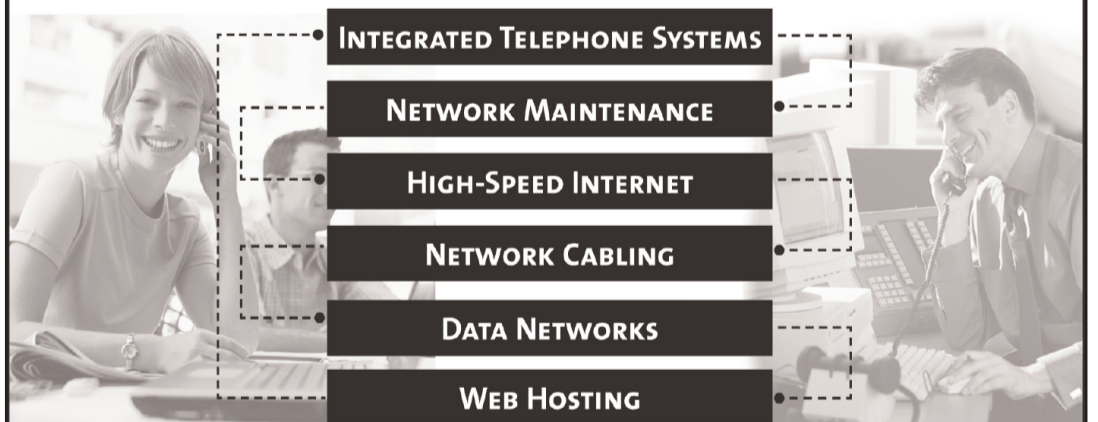 INTEGRATED TELEPHONE SYSTEMS
NETWORK MAINTENANCE
HIGH-SPEED INTERNET
NETWORK CABLING
DATA NETWORKS
WEB HOSTING